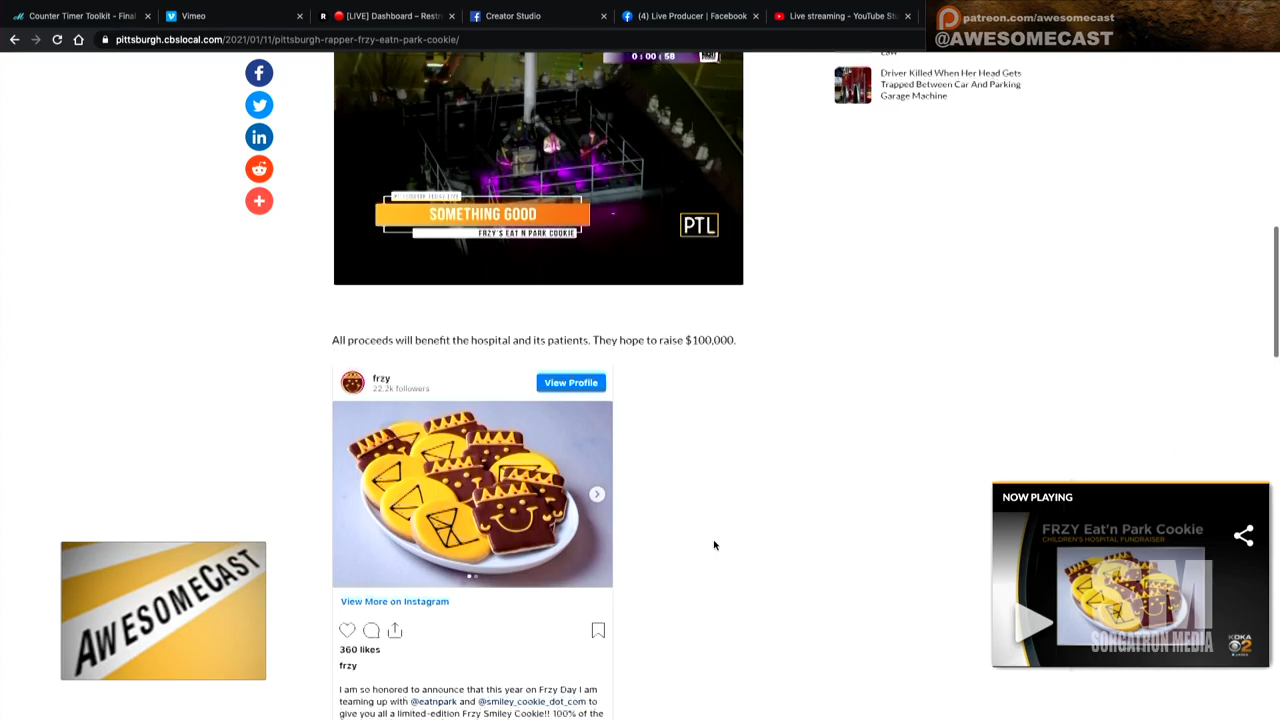 Counter Timer Toolkit - Final
Vimeo
[LIVE] Dashboard – Restr
Creator Studio
(4) Live Producer | Facebook
Live streaming - YouTube Stu
patreon.com/awesomecast
@AWESOMECAST
pittsburgh.cbslocal.com/2021/01/11/pittsburgh-rapper-frzy-eatn-park-cookie/
0:00:58
Law
Driver Killed When Her Head Gets
Trapped Between Car And Parking
Garage Machine
SOMETHING GOOD
FRZY'S EAT N PARK COOKIE
PTL
All proceeds will benefit the hospital and its patients. They hope to raise $100,000.
frzy
22.2k followers
View Profile
View More on Instagram
360 likes
frzy
I am so honored to announce that this year on Frzy Day I am
teaming up with @eatnpark and @smiley_cookie_dot_com to
give you all a limited-edition Frzy Smiley Cookie!! 100% of the
AWESOMECAST
NOW PLAYING
FRZY Eat'n Park Cookie
CHILDREN'S HOSPITAL FUNDRAISER
SM
SORGATRON MEDIA
KDKA
2